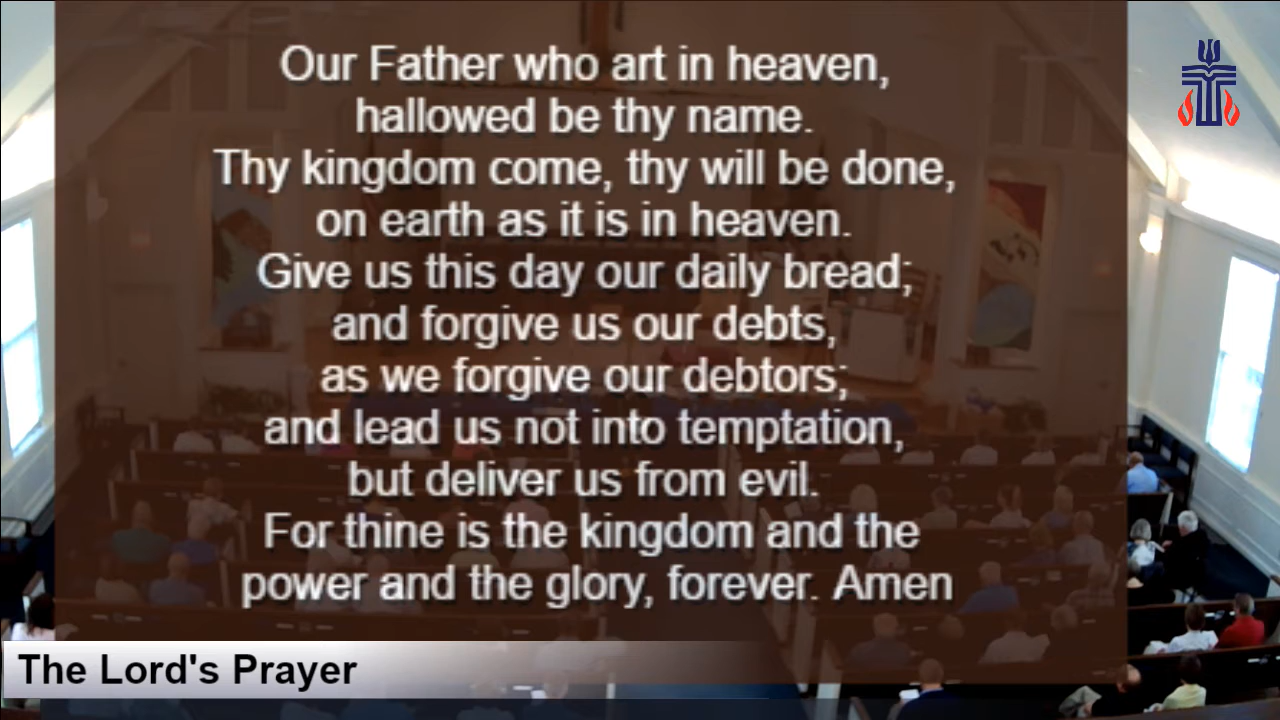 Our Father who art in heaven,
hallowed be thy name.
Thy kingdom come, thy will be done,
on earth as it is in heaven.
Give us this day our daily bread;
and forgive us our debts,
as we forgive our debtors;
and lead us not into temptation,
but deliver us from evil.
For thine is the kingdom and the
power and the glory, forever. Amen
The Lord's Prayer